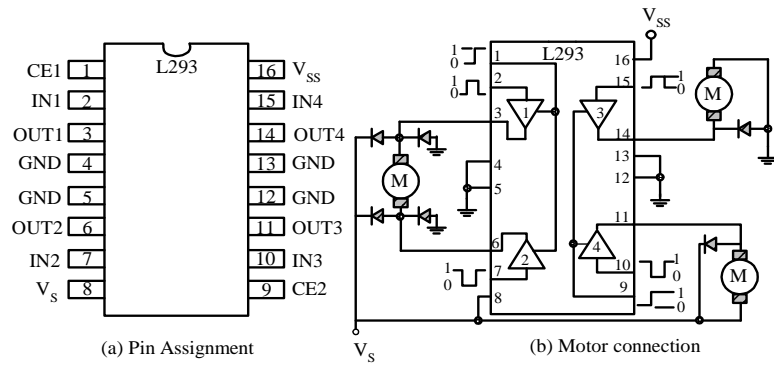 L293
CE1 1 16 VSS
IN1 2 15 IN4
OUT1 3 14 OUT4
GND 4 13 GND
GND 5 12 GND
OUT2 6 11 OUT3
IN2 7 10 IN3
VS 8 9 CE2
(a) Pin Assignment
VSS
L293
1
0
1
1
0
2
3
1
4
5
6
2
1
0
7
8
16
15
1
0
3
14
13
12
11
4
10
1
0
9
1
0
M
M
M
VS
(b) Motor connection